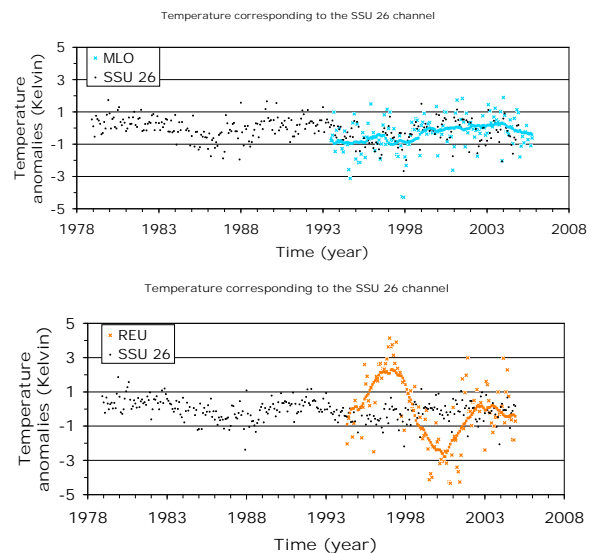 Temperature corresponding to the SSU 26 channel
5
3
1
-1
-3
-5
Temperature
anomalies (Kelvin)
MLO
SSU 26
1978 1983 1988 1993 1998 2003 2008
Time (year)
Temperature corresponding to the SSU 26 channel
5
3
1
-1
-3
-5
Temperature
anomalies (Kelvin)
REU
SSU 26
1978 1983 1988 1993 1998 2003 2008
Time (year)